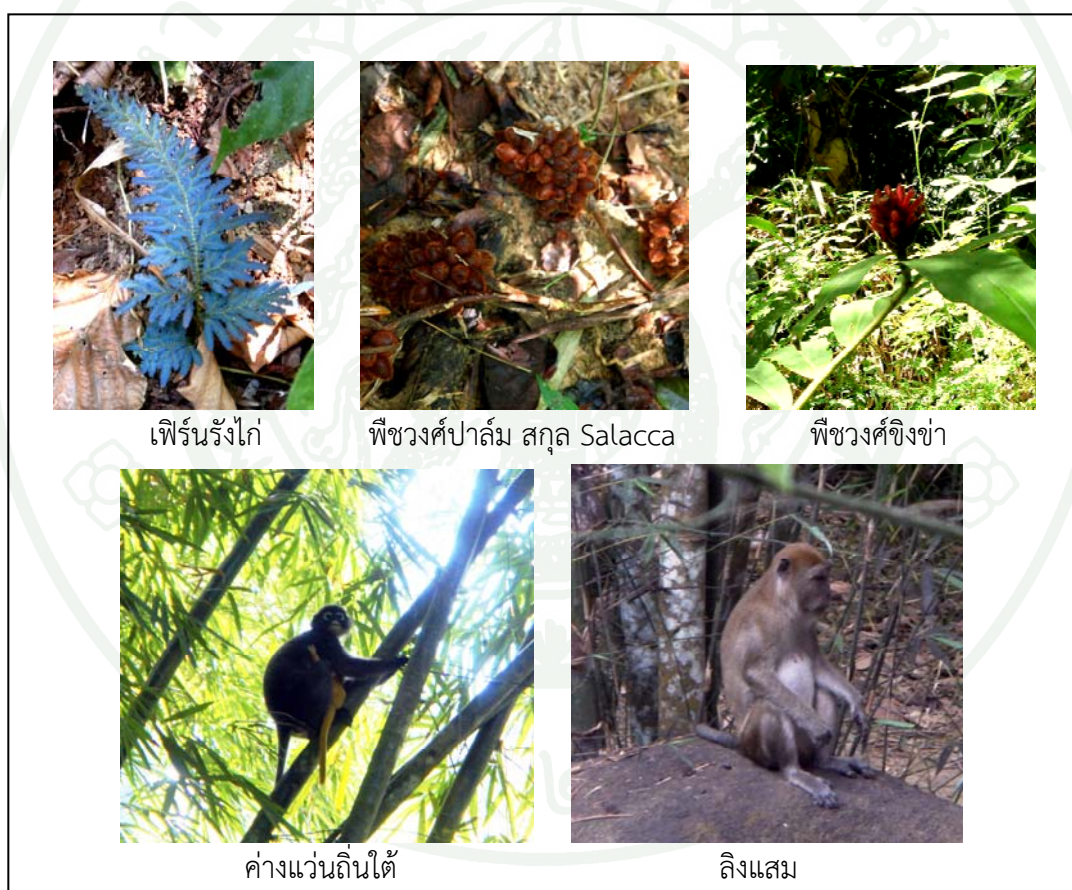 เฟิร์นรังไก่
พืชวงศ์ปาล์ม สกุล Salacca
พืชวงศ์ขิงข่า
ค่างแว่นถิ่นใต้
ลิงแสม